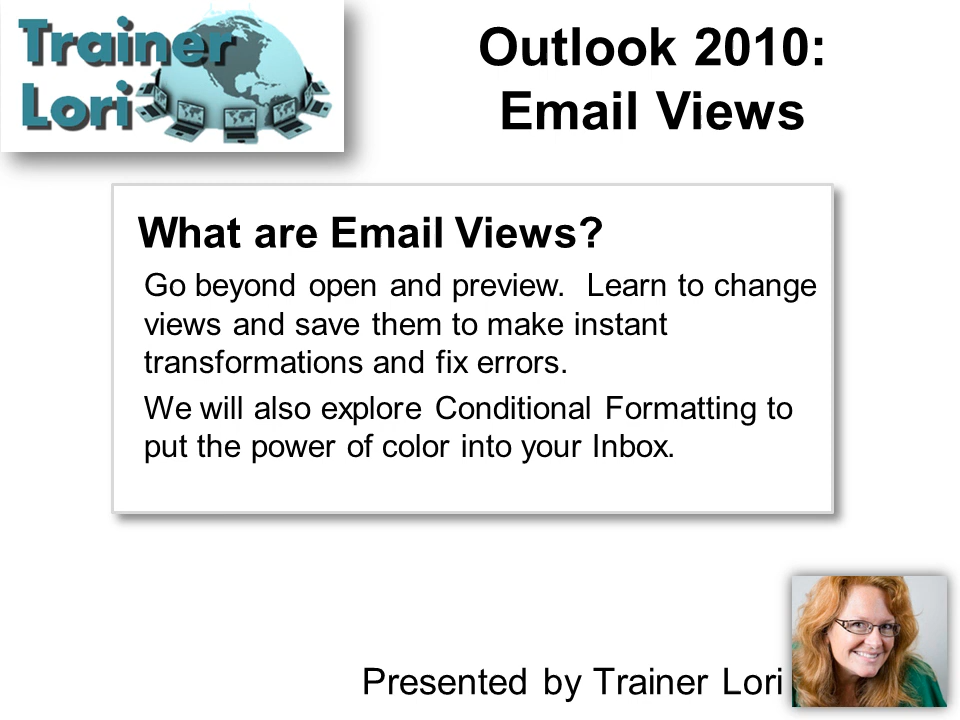 Trainer
Lori
Outlook 2010:
Email Views
What are Email Views?
Go beyond open and preview.  Learn to change
views and save them to make instant
transformations and fix errors.
We will also explore Conditional Formatting to
put the power of color into your Inbox.
Presented by Trainer Lori